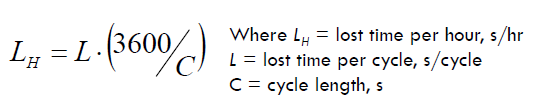 L_H = L·(3600/C)
Where L_H = lost time per hour, s/hr
L = lost time per cycle, s/cycle
C = cycle length, s